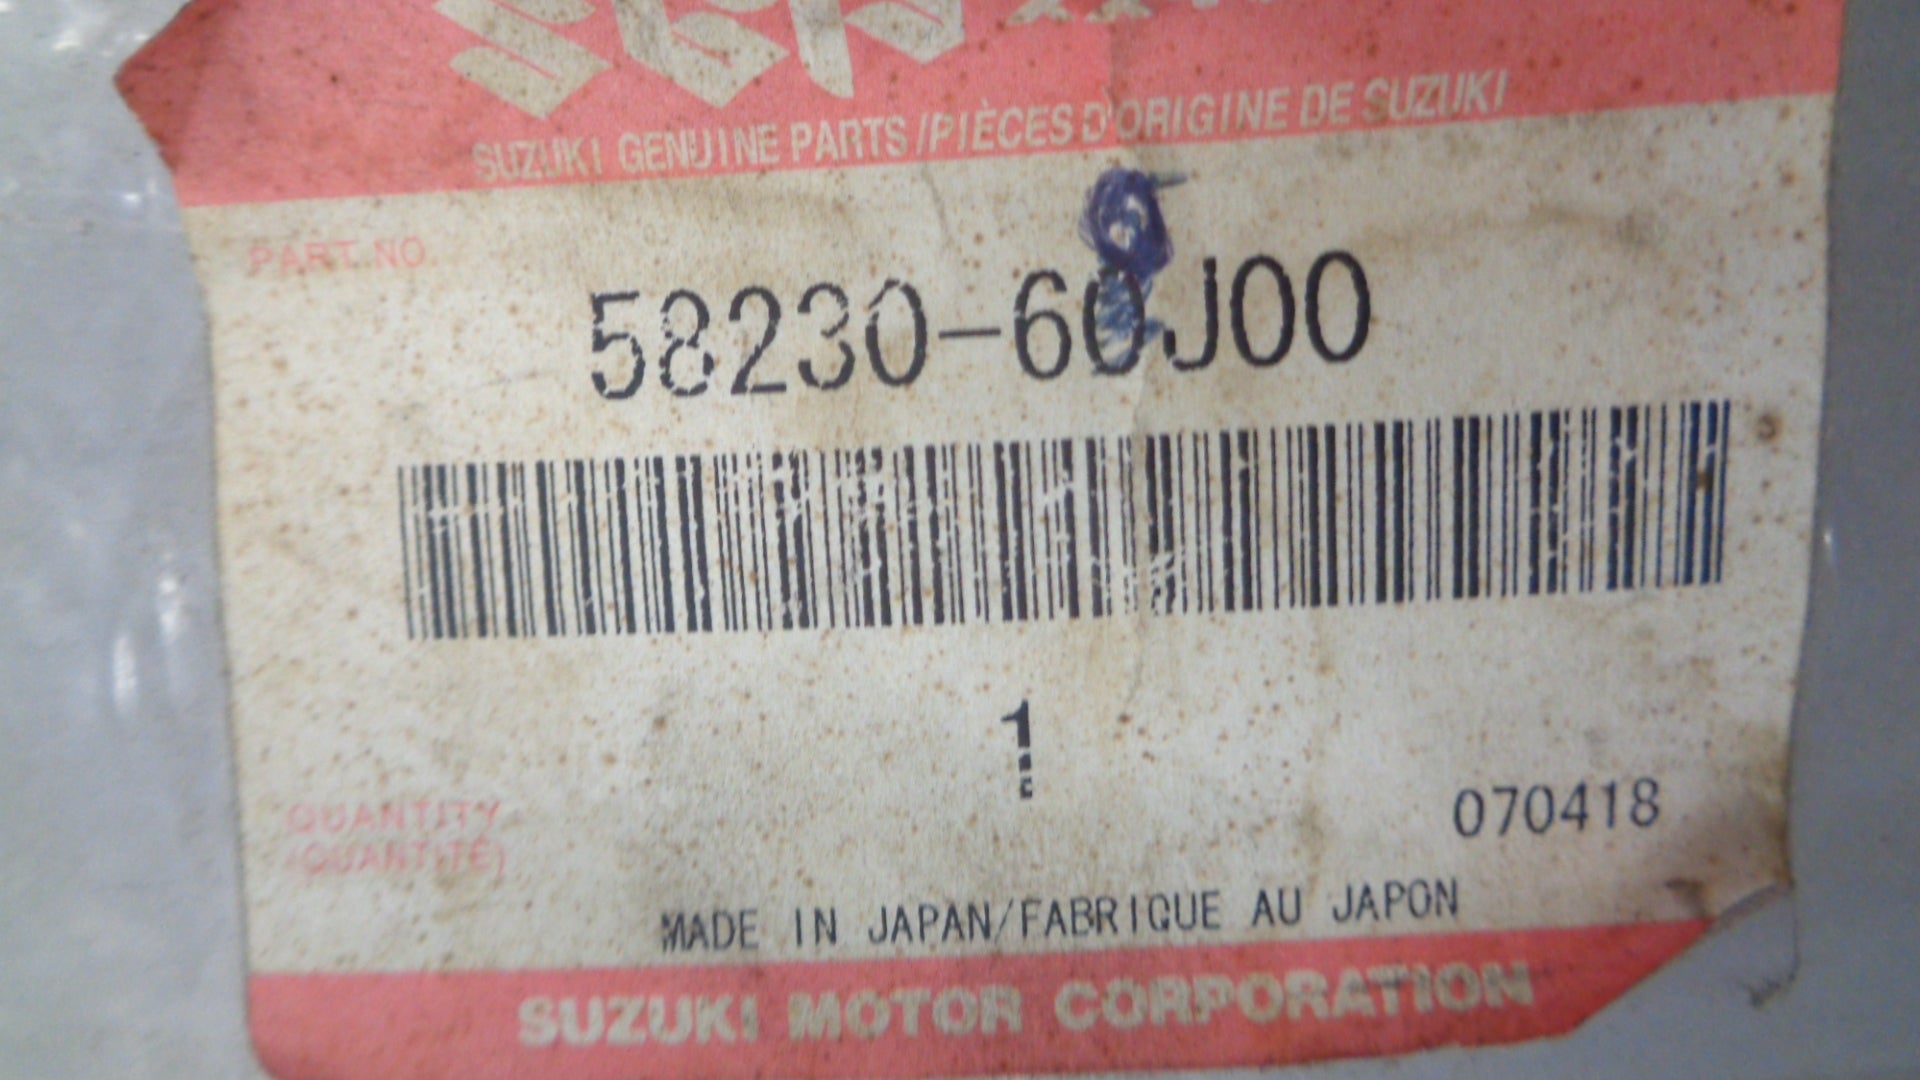 SUZUKI GENUINE PARTS/PIÈCES D'ORIGINE DE SUZUKI
PART NO.
6
58230-60J00
1
070418
QUANTITY
(QUANTITÉ)
MADE IN JAPAN/FABRIQUE AU JAPON
SUZUKI MOTOR CORPORATION